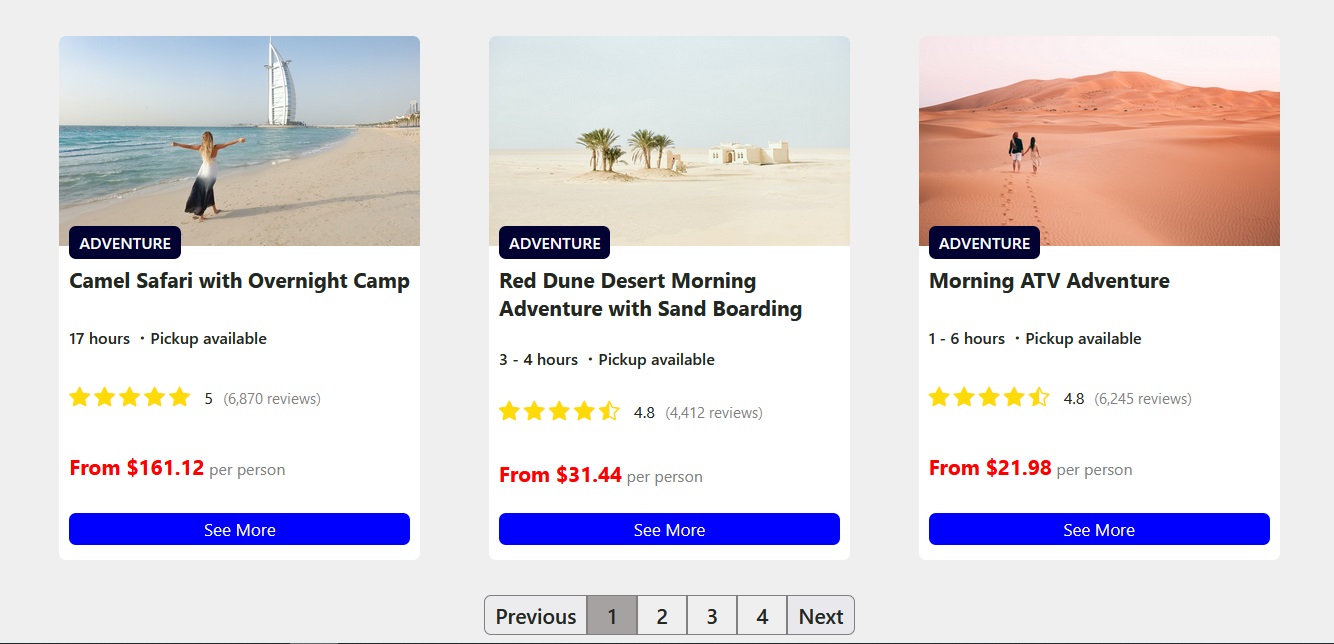 ADVENTURE
Camel Safari with Overnight Camp
17 hours · Pickup available
5 (6,870 reviews)
From $161.12 per person
See More
ADVENTURE
Red Dune Desert Morning
Adventure with Sand Boarding
3 - 4 hours · Pickup available
4.8 (4,412 reviews)
From $31.44 per person
See More
ADVENTURE
Morning ATV Adventure
1 - 6 hours · Pickup available
4.8 (6,245 reviews)
From $21.98 per person
See More
Previous 1 2 3 4 Next